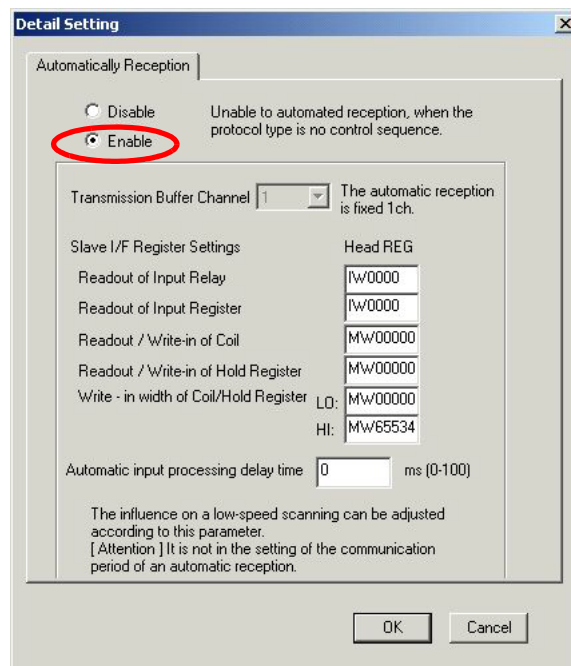 Detail Setting
Automatically Reception
Disable
Unable to automated reception, when the
protocol type is no control sequence.
Enable
Transmission Buffer Channel 1
The automatic reception
is fixed 1ch.
Slave I/F Register Settings Head REG
Readout of Input Relay IW0000
Readout of Input Register IW0000
Readout / Write-in of Coil MW00000
Readout / Write-in of Hold Register MW00000
Write - in width of Coil/Hold Register LO: MW00000
HI: MW65534
Automatic input processing delay time 0 ms (0-100)
The influence on a low-speed scanning can be adjusted
according to this parameter.
[ Attention ] It is not in the setting of the communication
period of an automatic reception.
OK Cancel